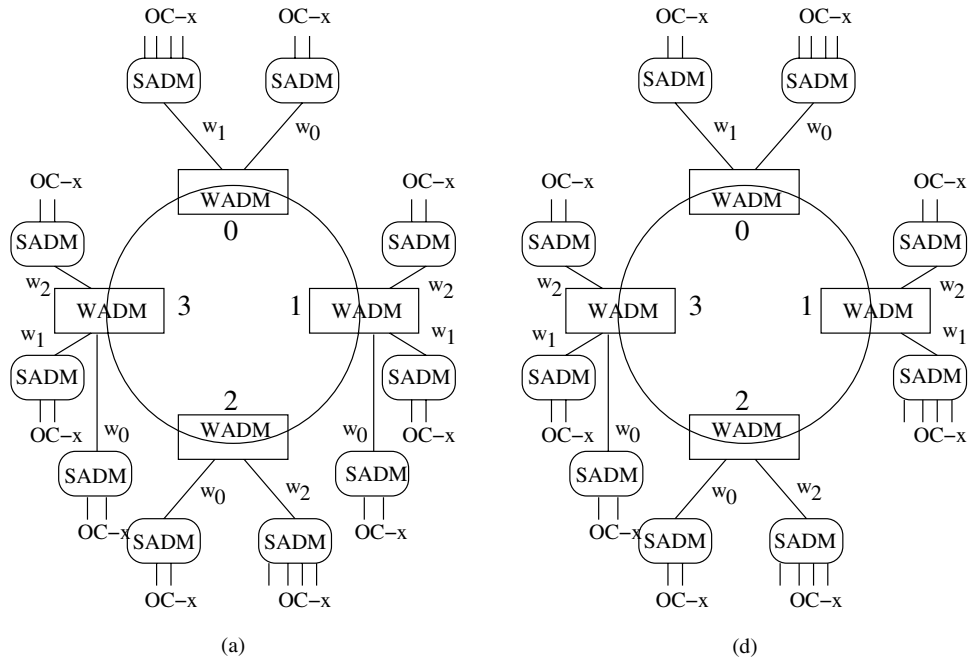 OC-x OC-x OC-x OC-x
SADM SADM SADM SADM
w1 w0 w1 w0
OC-x OC-x OC-x OC-x
WADM WADM
0 0
SADM SADM SADM SADM
w2 w2 w2 w2
WADM 3 1 WADM WADM 3 1 WADM
w1 w1 w1 w1
SADM SADM SADM SADM
2 2
WADM WADM
OC-x w0 w0 OC-x OC-x w0 OC-x
SADM w0 w2 SADM SADM w0 w2
OC-x SADM SADM OC-x OC-x SADM SADM
OC-x OC-x OC-x OC-x
(a) (d)